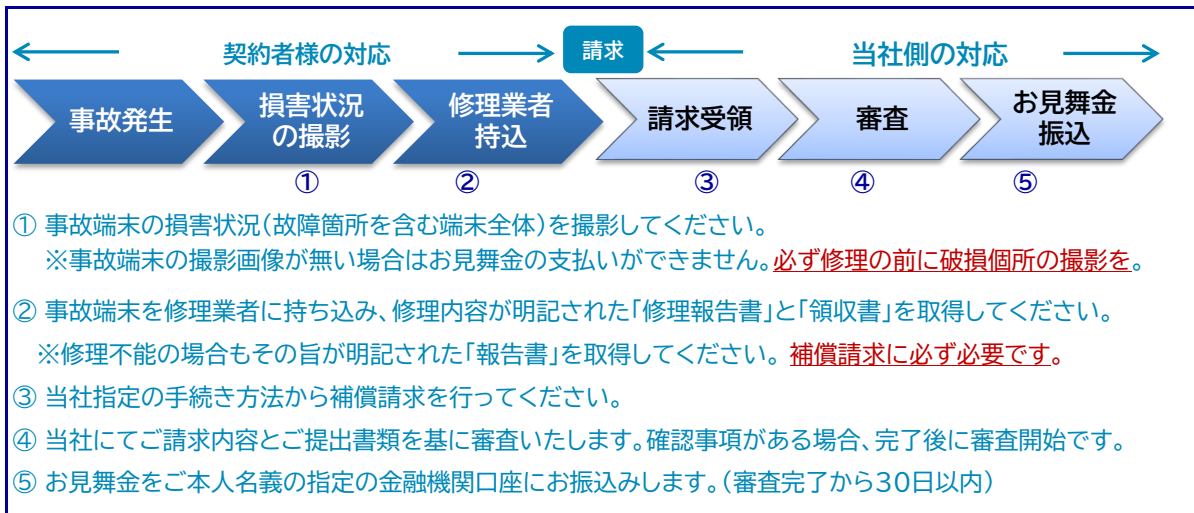 契約者様の対応
請求
当社側の対応
事故発生
損害状況
の撮影
修理業者
持込
請求受領
審査
お見舞金
振込
①
②
③
④
⑤
① 事故端末の損害状況(故障箇所を含む端末全体)を撮影してください。
※事故端末の撮影画像が無い場合はお見舞金の支払いができません。必ず修理の前に破損個所の撮影を。
② 事故端末を修理業者に持ち込み、修理内容が明記された「修理報告書」と「領収書」を取得してください。
※修理不能の場合もその旨が明記された「報告書」を取得してください。 補償請求に必ず必要です。
③ 当社指定の手続き方法から補償請求を行ってください。
④ 当社にてご請求内容とご提出書類を基に審査いたします。確認事項がある場合、完了後に審査開始です。
⑤ お見舞金をご本人名義の指定の金融機関口座にお振込みします。(審査完了から30日以内)